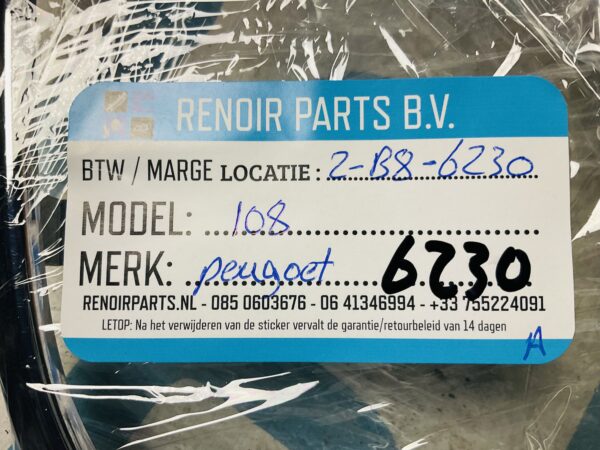 RENOIR PARTS B.V.
BTW / MARGE LOCATIE : 2-B8-6230
MODEL: 108
MERK: peugoet 6230
RENOIRPARTS.NL - 085 0603676 - 06 41346994 - +33 755224091
LETOP: Na het verwijderen van de sticker vervalt de garantie/retourbeleid van 14 dagen
A